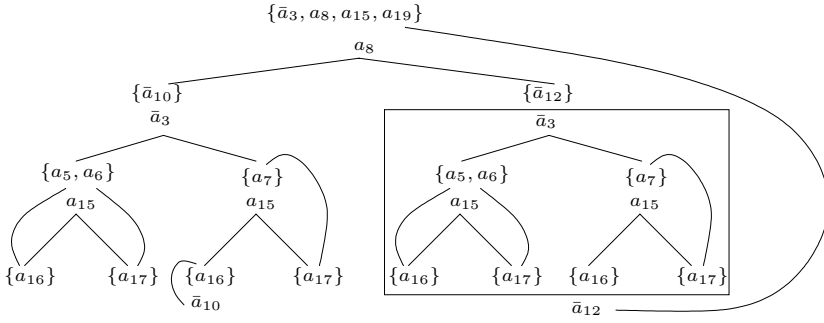 {ā₃, a₈, a₁₅, a₁₉}
a₈
{ā₁₀} {ā₁₂}
ā₃ ā₃
{a₅, a₆} {a₇} {a₅, a₆} {a₇}
a₁₅ a₁₅ a₁₅ a₁₅
{a₁₆} {a₁₇} {a₁₆} {a₁₇} {a₁₆} {a₁₇} {a₁₆} {a₁₇}
ā₁₀ ā₁₂